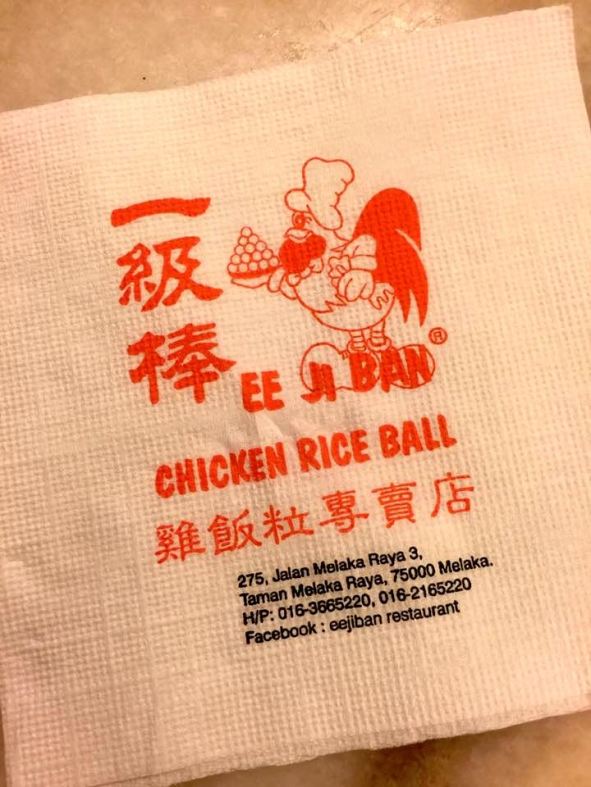 一級棒
EE JI BAN®
CHICKEN RICE BALL
雞飯粒專賣店
275, Jalan Melaka Raya 3,
Taman Melaka Raya, 75000 Melaka.
H/P: 016-3665220, 016-2165220
Facebook : eejiban restaurant